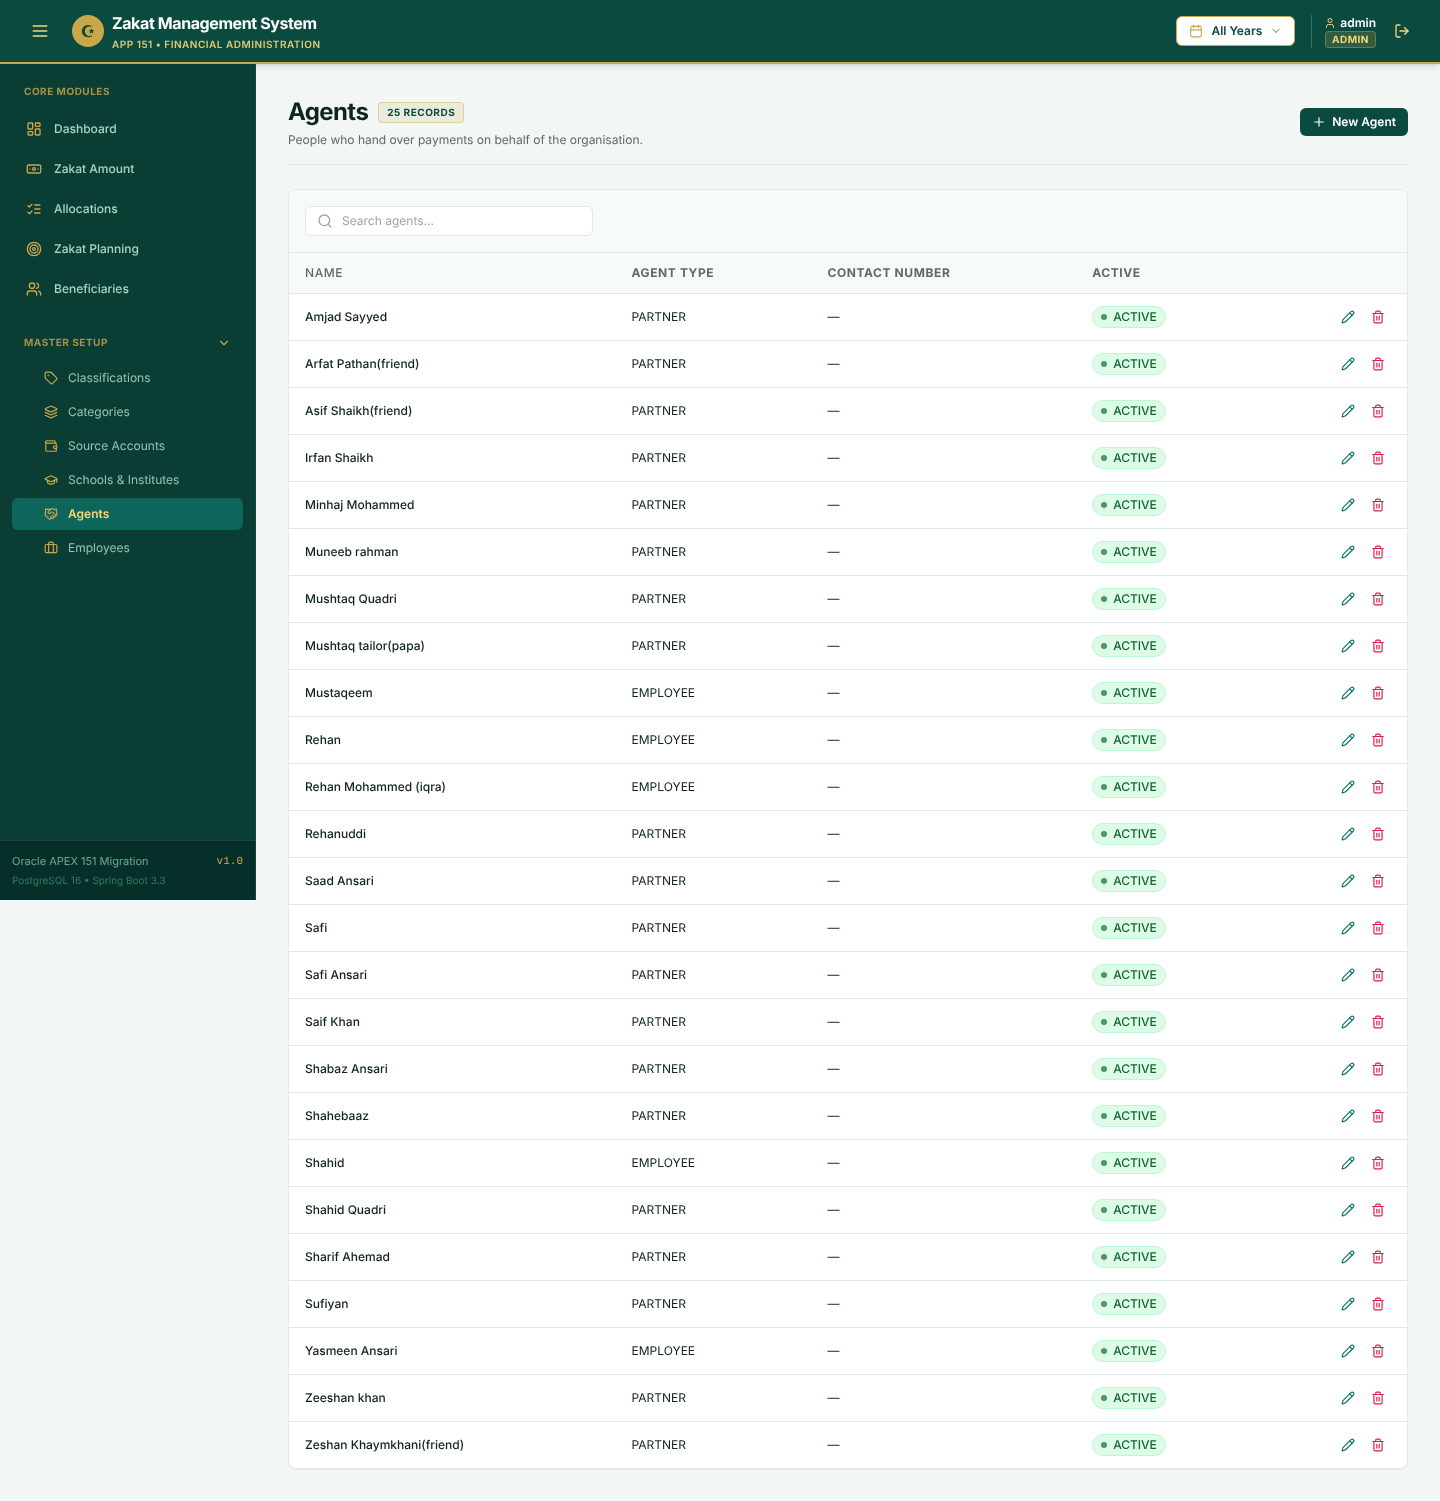 Zakat Management System
APP 151 • FINANCIAL ADMINISTRATION
All Years
admin
ADMIN
CORE MODULES
Dashboard
Zakat Amount
Allocations
Zakat Planning
Beneficiaries
MASTER SETUP
Classifications
Categories
Source Accounts
Schools & Institutes
Agents
Employees
Oracle APEX 151 Migration v1.0
PostgreSQL 16 • Spring Boot 3.3
Agents 25 RECORDS
People who hand over payments on behalf of the organisation.
New Agent
Search agents...
NAME AGENT TYPE CONTACT NUMBER ACTIVE
Amjad Sayyed PARTNER — ACTIVE
Arfat Pathan(friend) PARTNER — ACTIVE
Asif Shaikh(friend) PARTNER — ACTIVE
Irfan Shaikh PARTNER — ACTIVE
Minhaj Mohammed PARTNER — ACTIVE
Muneeb rahman PARTNER — ACTIVE
Mushtaq Quadri PARTNER — ACTIVE
Mushtaq tailor(papa) PARTNER — ACTIVE
Mustaqeem EMPLOYEE — ACTIVE
Rehan EMPLOYEE — ACTIVE
Rehan Mohammed (iqra) EMPLOYEE — ACTIVE
Rehanuddi PARTNER — ACTIVE
Saad Ansari PARTNER — ACTIVE
Safi PARTNER — ACTIVE
Safi Ansari PARTNER — ACTIVE
Saif Khan PARTNER — ACTIVE
Shabaz Ansari PARTNER — ACTIVE
Shahebaaz PARTNER — ACTIVE
Shahid EMPLOYEE — ACTIVE
Shahid Quadri PARTNER — ACTIVE
Sharif Ahemad PARTNER — ACTIVE
Sufiyan PARTNER — ACTIVE
Yasmeen Ansari EMPLOYEE — ACTIVE
Zeeshan khan PARTNER — ACTIVE
Zeshan Khaymkhani(friend) PARTNER — ACTIVE